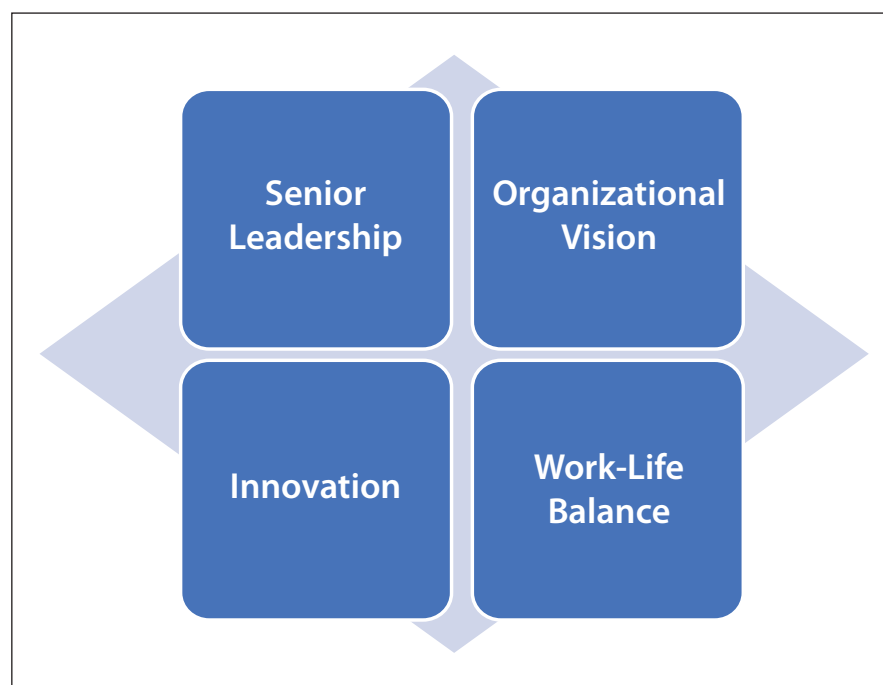 Senior
Leadership
Organizational
Vision
Innovation
Work-Life
Balance